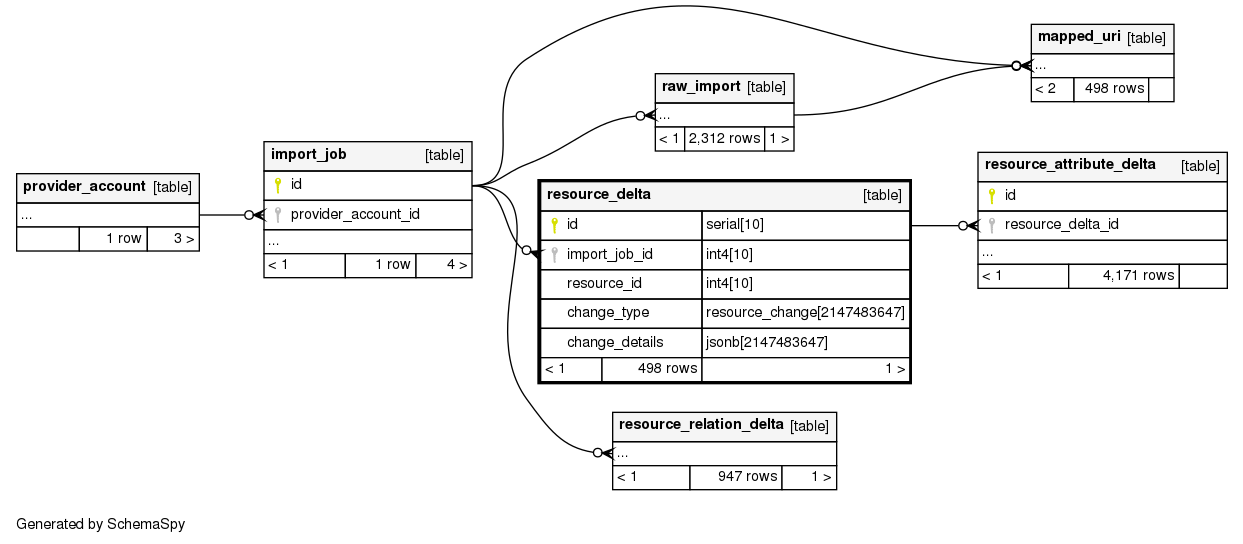 provider_account [table]
...
1 row 3 >
import_job [table]
id
provider_account_id
...
< 1 1 row 4 >
raw_import [table]
...
< 1 2,312 rows 1 >
mapped_uri [table]
...
< 2 498 rows
resource_delta [table]
id serial[10]
import_job_id int4[10]
resource_id int4[10]
change_type resource_change[2147483647]
change_details jsonb[2147483647]
< 1 498 rows 1 >
resource_attribute_delta [table]
id
resource_delta_id
...
< 1 4,171 rows
resource_relation_delta [table]
...
< 1 947 rows 1 >
Generated by SchemaSpy